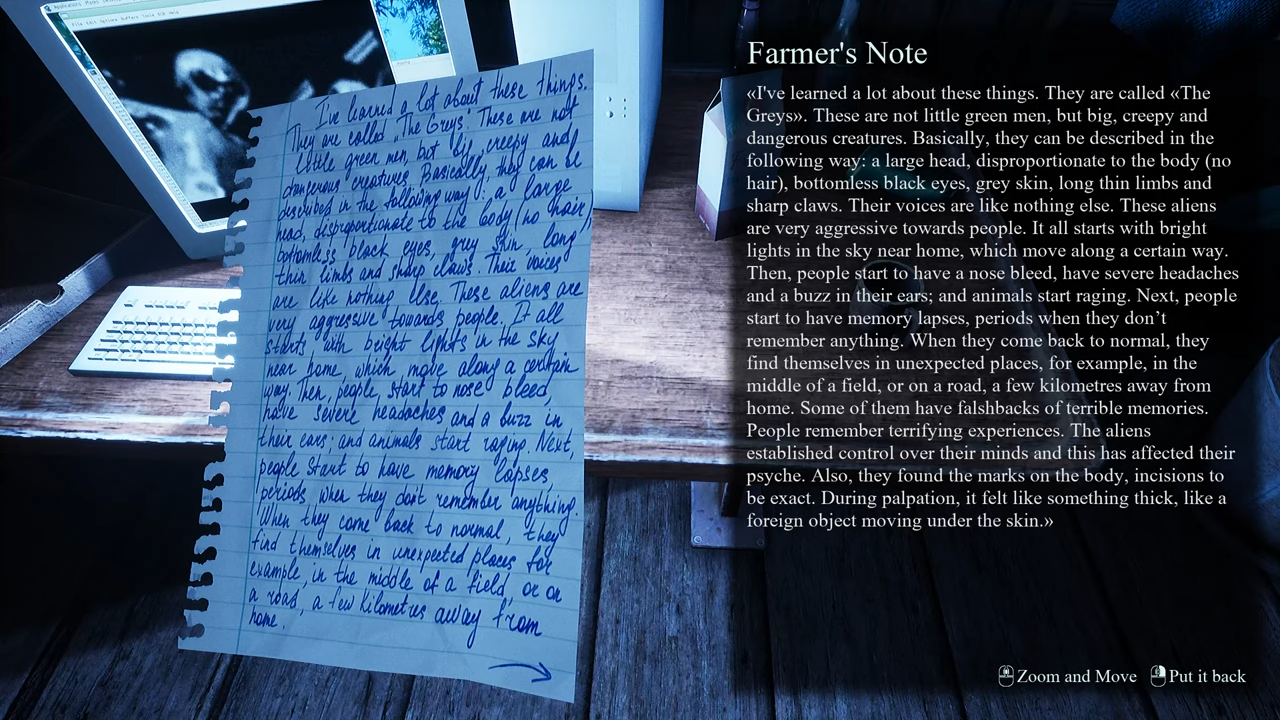 I've learned a lot about these things.
They are called "The Greys". These are not
little green men, but big, creepy and
dangerous creatures. Basically, they can be
described in the following way: a large
head, disproportionate to the body (no hair),
bottomless black eyes, grey skin, long
thin limbs and sharp claws. Their voices
are like nothing else. These aliens are
very aggressive towards people. It all
starts with bright lights in the sky
near home, which move along a certain
way. Then, people start to nose bleed,
have severe headaches and a buzz in
their ears; and animals start raging. Next,
people start to have memory lapses,
periods when they don't remember anything.
When they come back to normal, they
find themselves in unexpected places for
example, in the middle of a field, or on
a road, a few kilometres away from
home.
Farmer's Note
«I've learned a lot about these things. They are called «The
Greys». These are not little green men, but big, creepy and
dangerous creatures. Basically, they can be described in the
following way: a large head, disproportionate to the body (no
hair), bottomless black eyes, grey skin, long thin limbs and
sharp claws. Their voices are like nothing else. These aliens
are very aggressive towards people. It all starts with bright
lights in the sky near home, which move along a certain way.
Then, people start to have a nose bleed, have severe headaches
and a buzz in their ears; and animals start raging. Next, people
start to have memory lapses, periods when they don't
remember anything. When they come back to normal, they
find themselves in unexpected places, for example, in the
middle of a field, or on a road, a few kilometres away from
home. Some of them have falshbacks of terrible memories.
People remember terrifying experiences. The aliens
established control over their minds and this has affected their
psyche. Also, they found the marks on the body, incisions to
be exact. During palpation, it felt like something thick, like a
foreign object moving under the skin.»
Zoom and Move Put it back